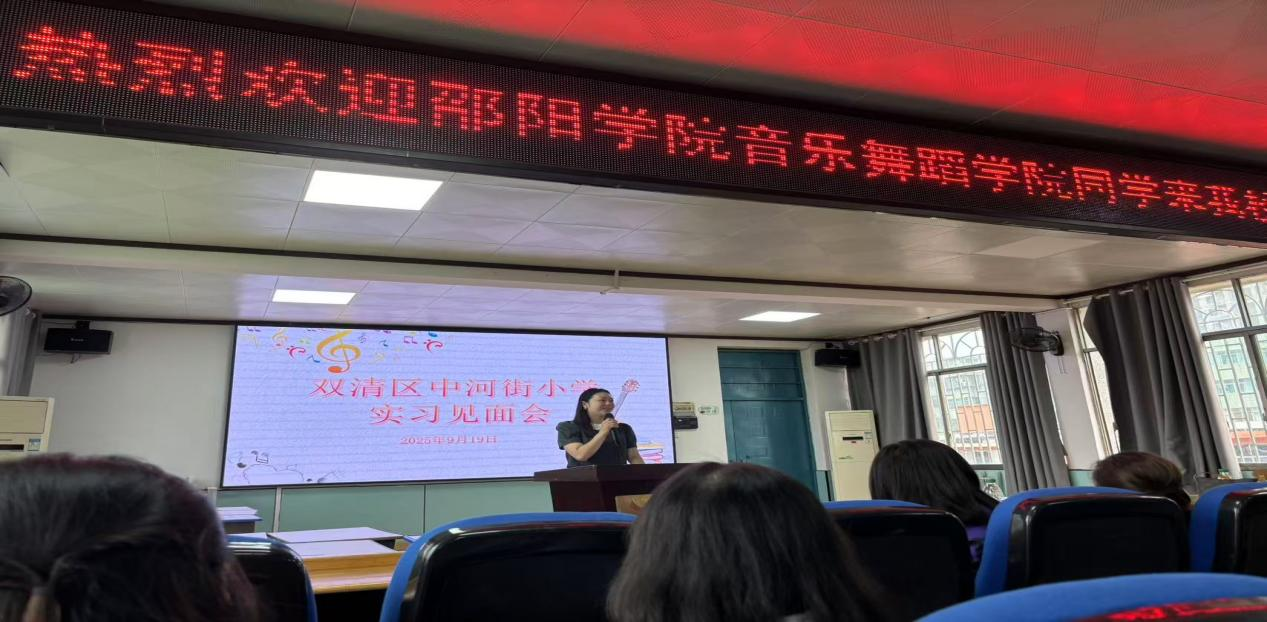 热烈欢迎邵阳学院音乐舞蹈学院同学来我校
双清区中河街小学
实习见面会
2025年9月19日